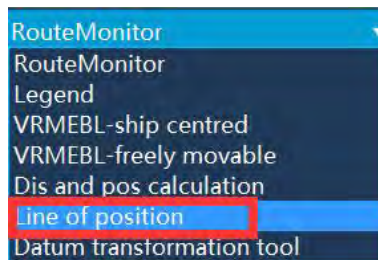 RouteMonitor
RouteMonitor
Legend
VRMEBL-ship centred
VRMEBL-freely movable
Dis and pos calculation
Line of position
Datum transformation tool